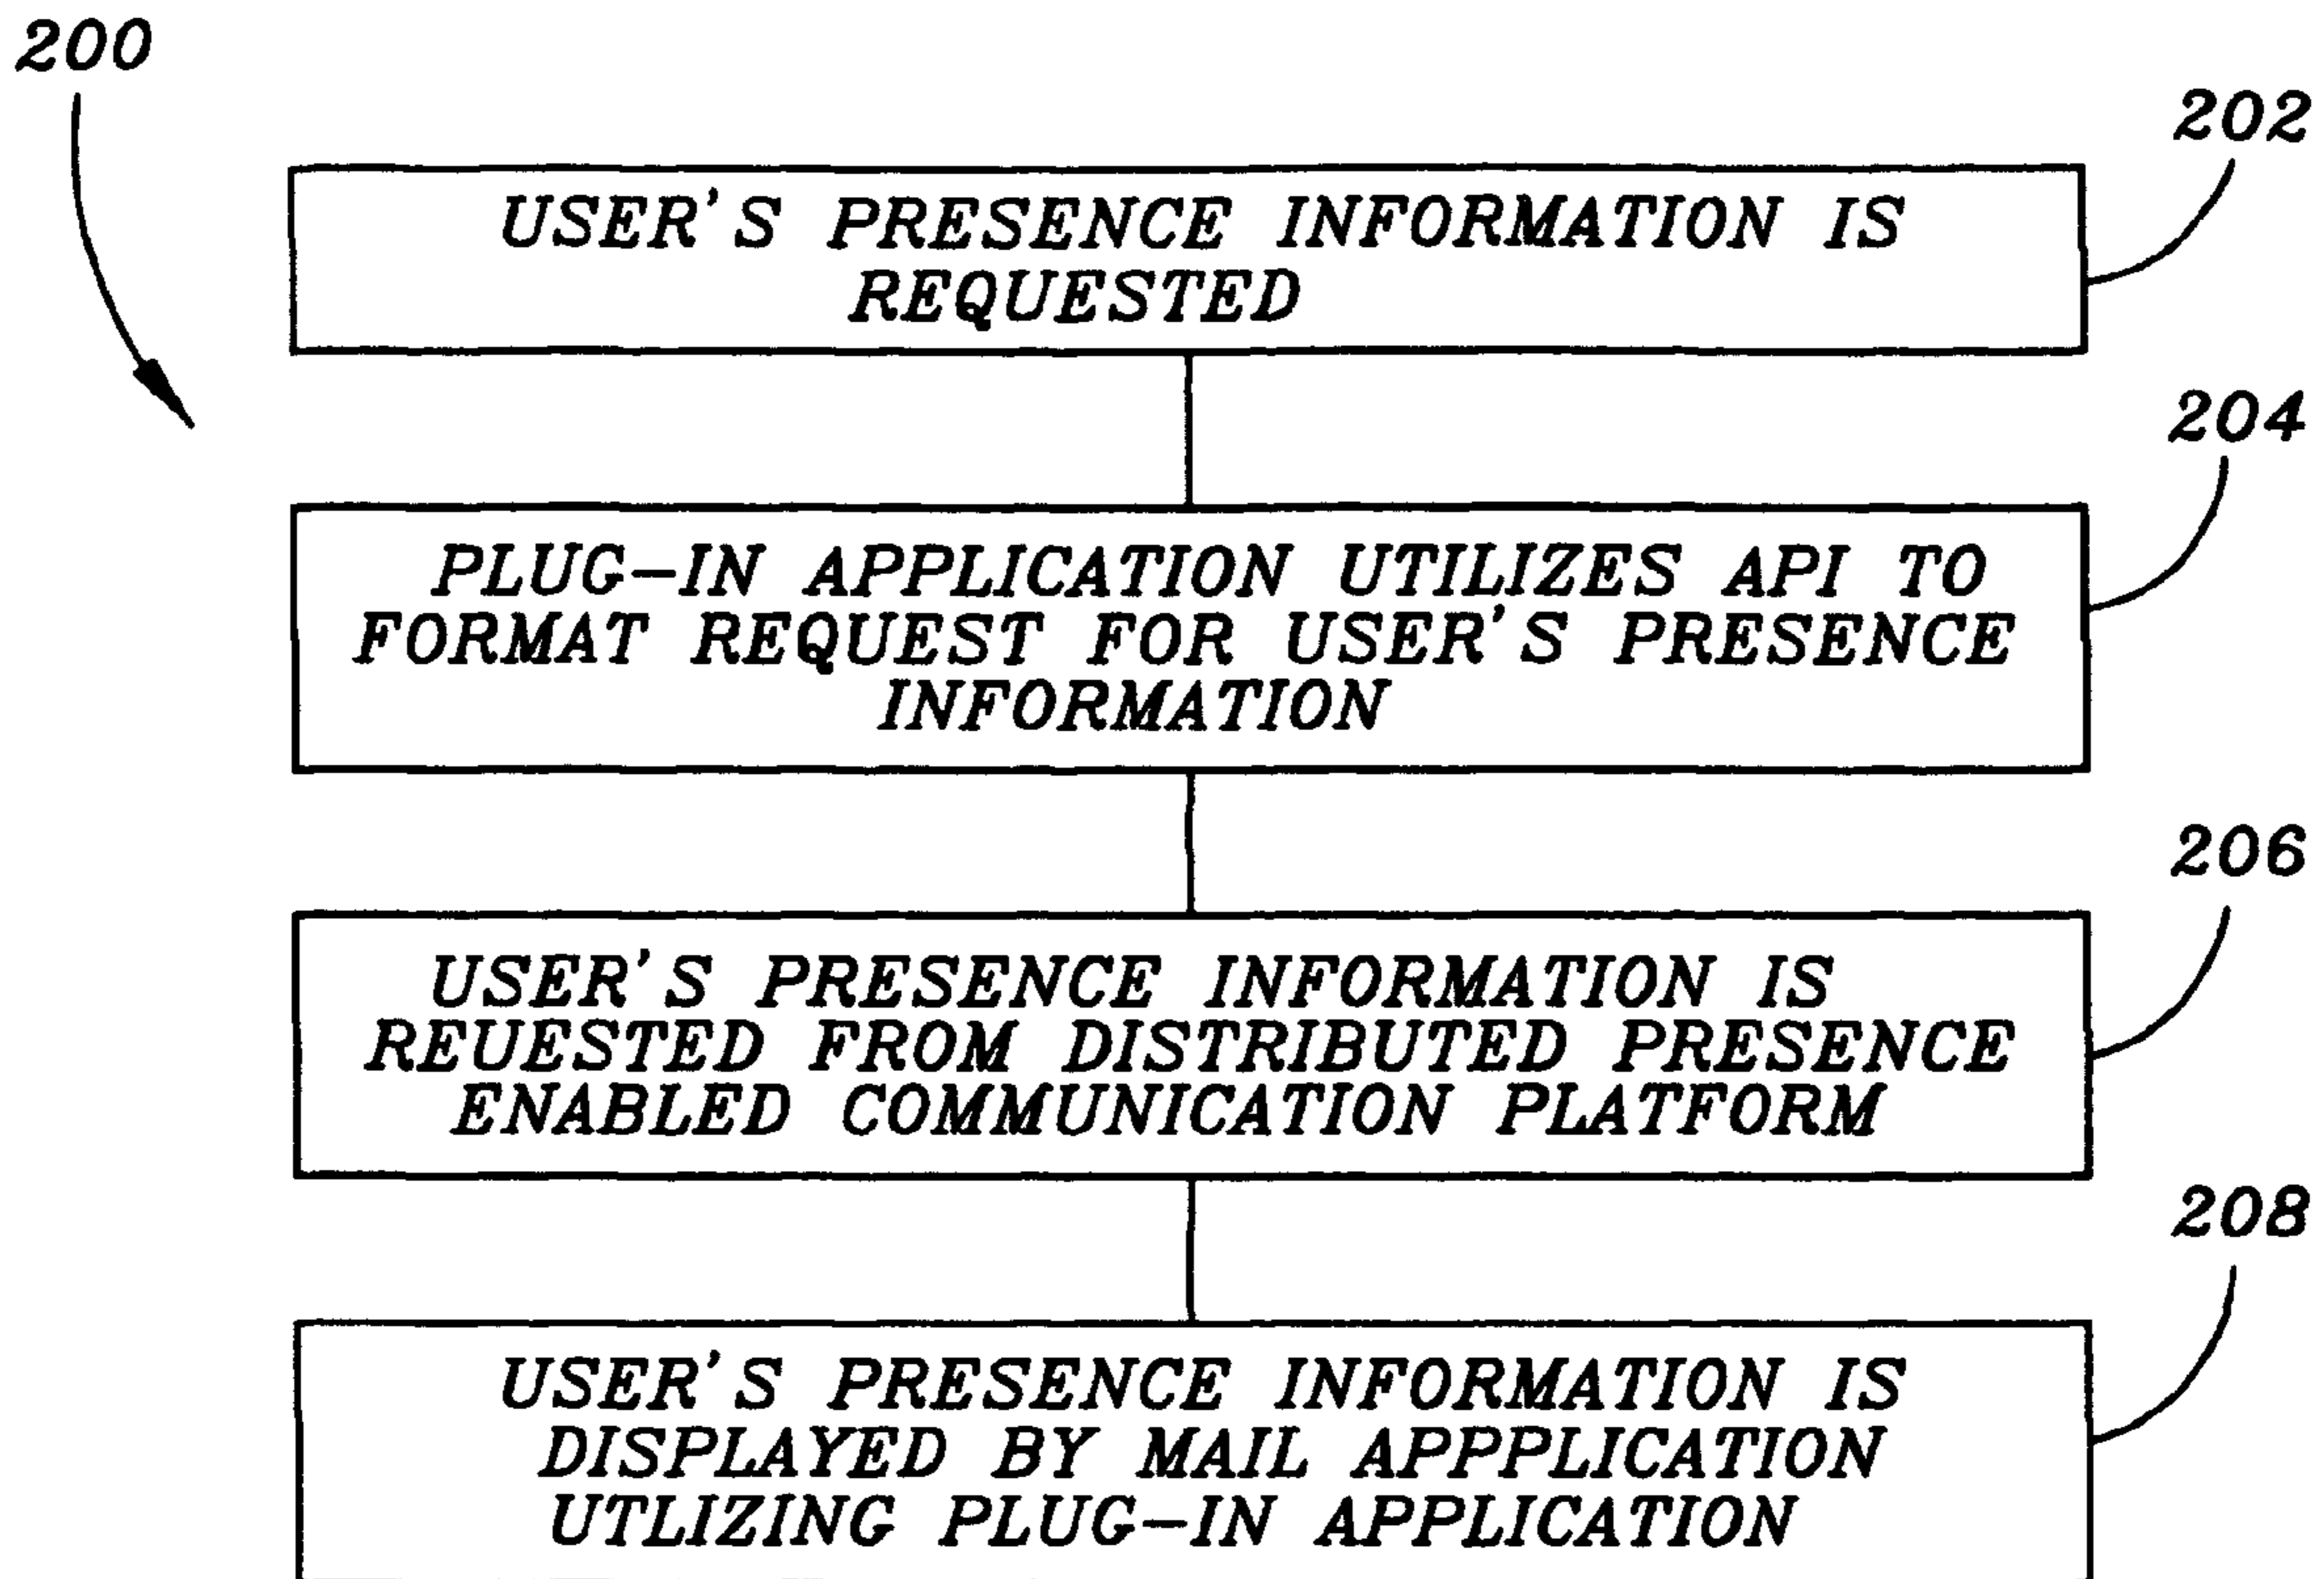 200
202
USER'S PRESENCE INFORMATION IS
REQUESTED
204
PLUG-IN APPLICATION UTILIZES API TO
FORMAT REQUEST FOR USER'S PRESENCE
INFORMATION
206
USER'S PRESENCE INFORMATION IS
REUESTED FROM DISTRIBUTED PRESENCE
ENABLED COMMUNICATION PLATFORM
208
USER'S PRESENCE INFORMATION IS
DISPLAYED BY MAIL APPPLICATION
UTLIZING PLUG-IN APPLICATION